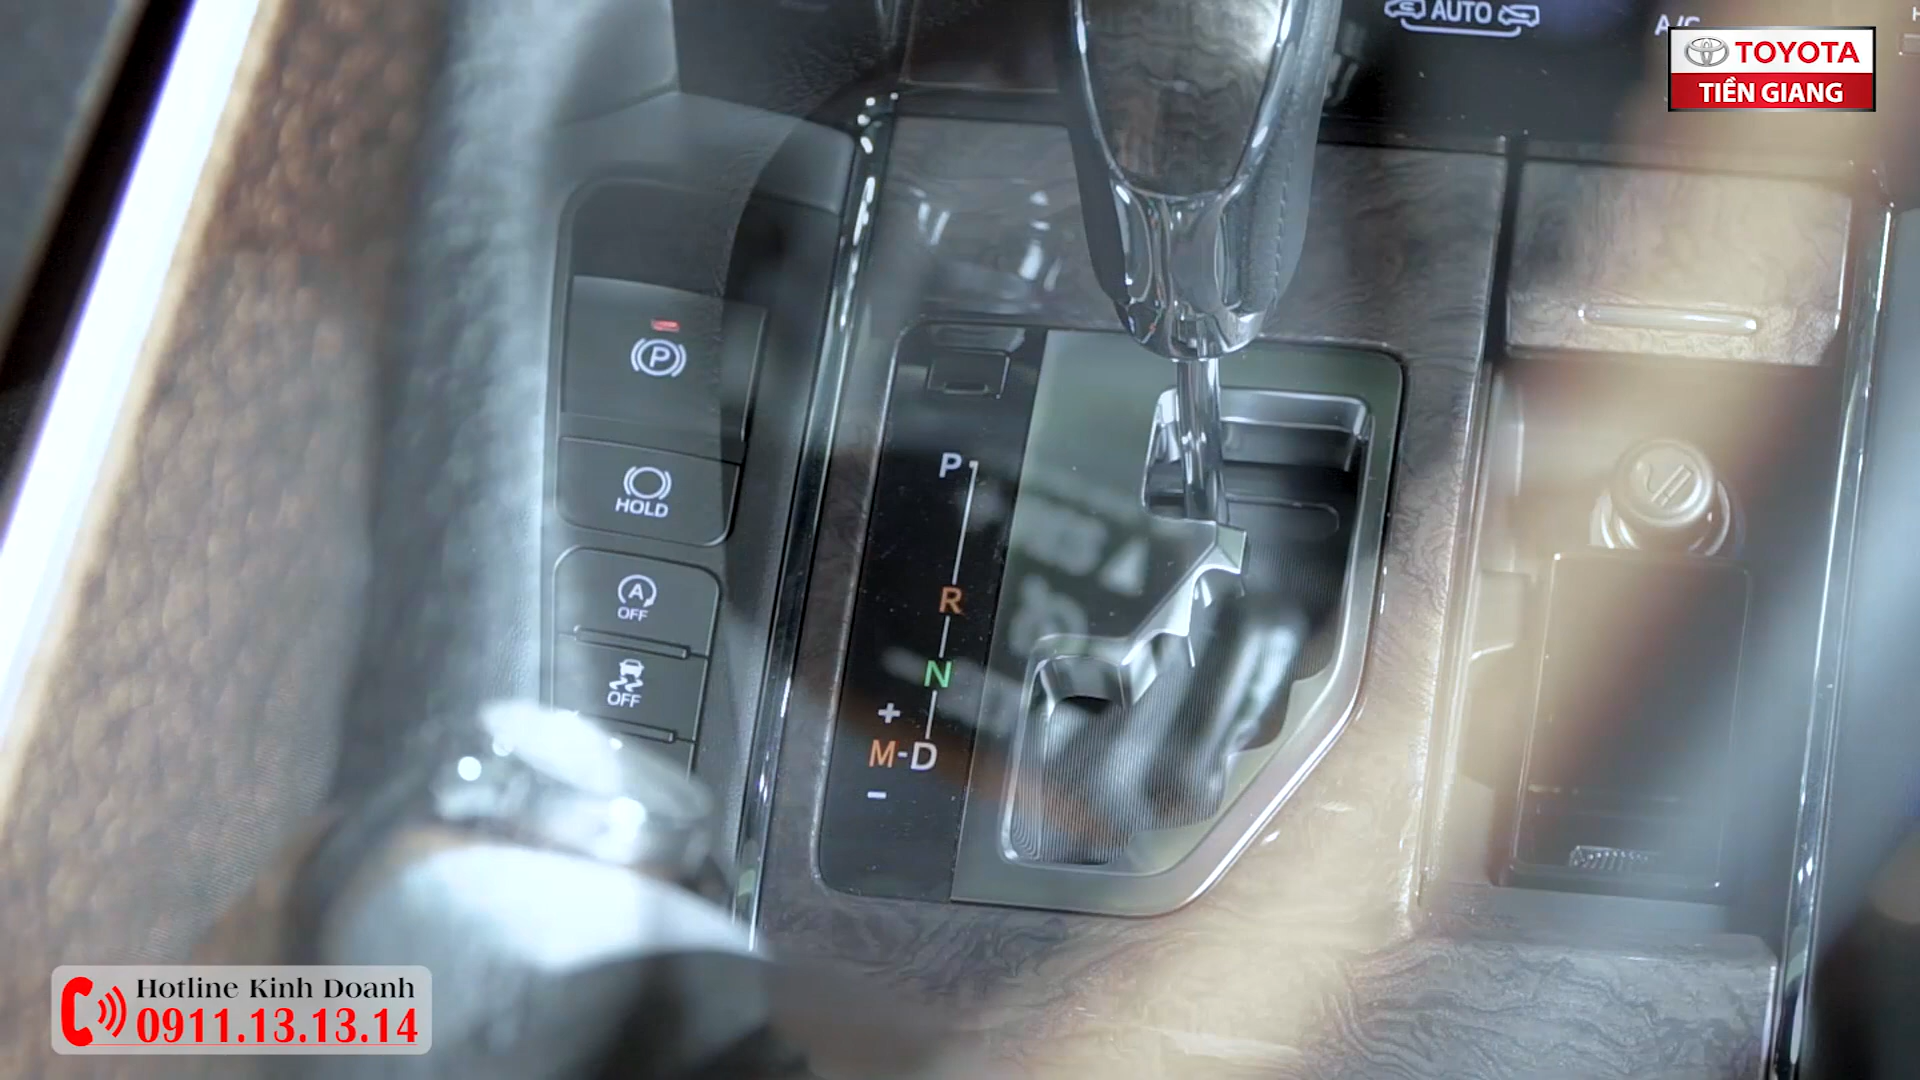 AUTO
A/C
TOYOTA
TIỀN GIANG
P
HOLD
A
OFF
OFF
P
R
N
+
M-D
-
Hotline Kinh Doanh
0911.13.13.14